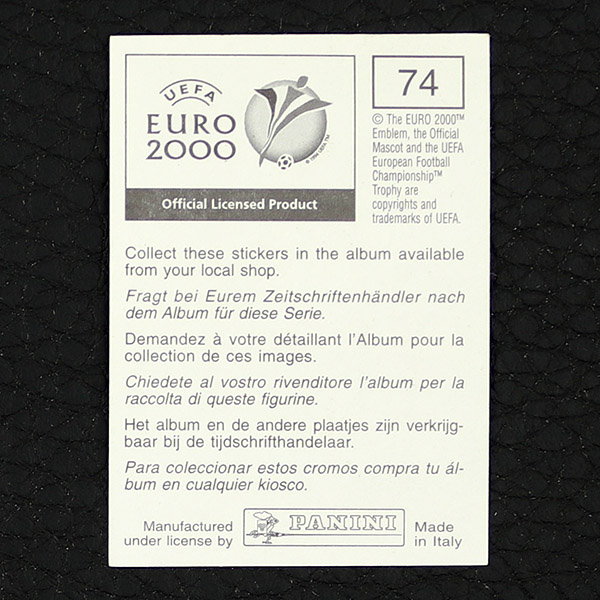 UEFA
EURO
2000
© 1996 UEFA TM
Official Licensed Product
74
© The EURO 2000™
Emblem, the Official
Mascot and the UEFA
European Football
Championship™
Trophy are
copyrights and
trademarks of UEFA.
Collect these stickers in the album available
from your local shop.
Fragt bei Eurem Zeitschriftenhändler nach
dem Album für diese Serie.
Demandez à votre détaillant l'Album pour la
collection de ces images.
Chiedete al vostro rivenditore l'album per la
raccolta di queste figurine.
Het album en de andere plaatjes zijn verkrijg-
baar bij de tijdschrifthandelaar.
Para coleccionar estos cromos compra tu ál-
bum en cualquier kiosco.
Manufactured
under license by
PANINI
Made
in Italy